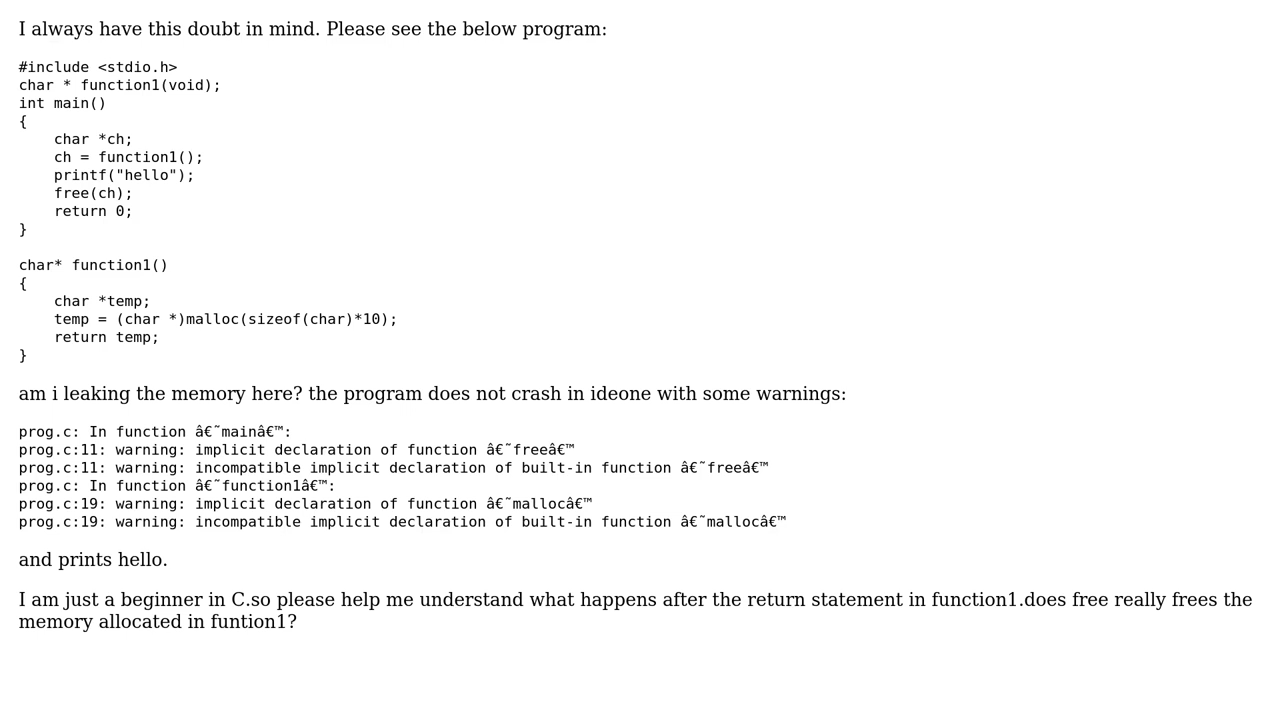 I always have this doubt in mind. Please see the below program:
#include <stdio.h>
char * function1(void);
int main()
{
    char *ch;
    ch = function1();
    printf("hello");
    free(ch);
    return 0;
}
char* function1()
{
    char *temp;
    temp = (char *)malloc(sizeof(char)*10);
    return temp;
}
am i leaking the memory here? the program does not crash in ideone with some warnings:
prog.c: In function â€˜mainâ€™:
prog.c:11: warning: implicit declaration of function â€˜freeâ€™
prog.c:11: warning: incompatible implicit declaration of built-in function â€˜freeâ€™
prog.c: In function â€˜function1â€™:
prog.c:19: warning: implicit declaration of function â€˜mallocâ€™
prog.c:19: warning: incompatible implicit declaration of built-in function â€˜mallocâ€™
and prints hello.
I am just a beginner in C.so please help me understand what happens after the return statement in function1.does free really frees the
memory allocated in funtion1?